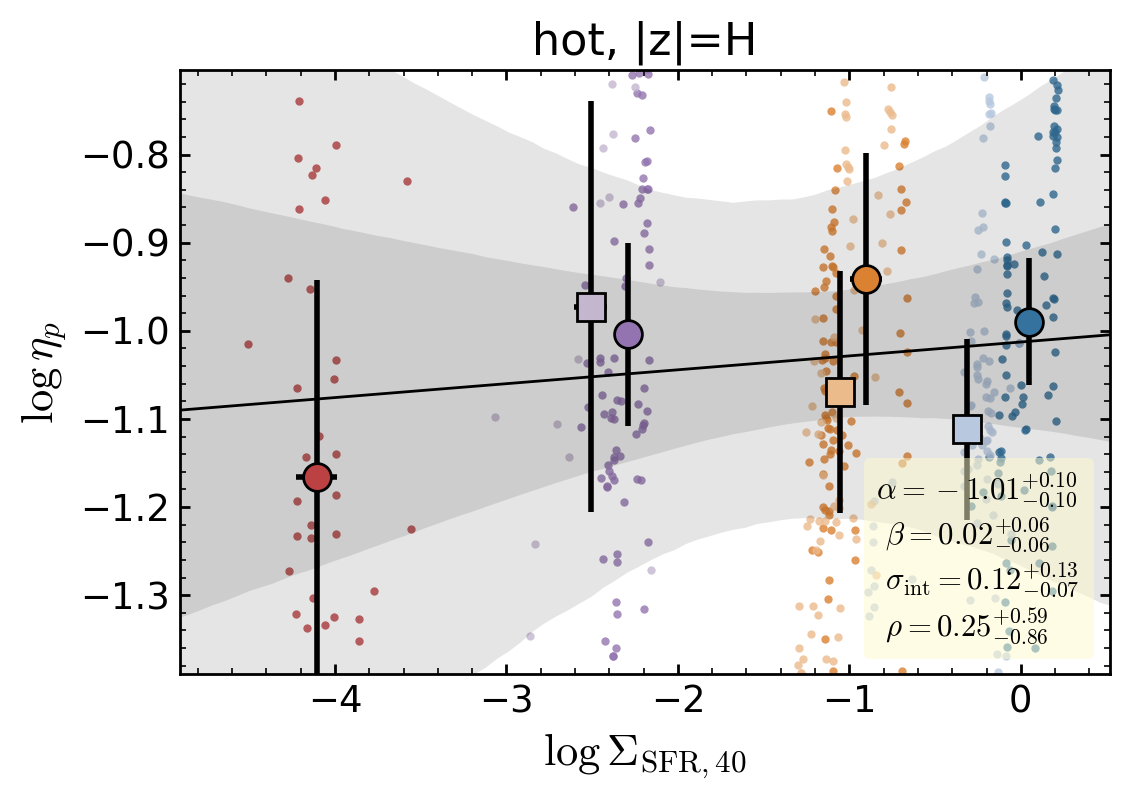 hot, |z|=H
−0.8
−0.9
−1.0
−1.1
−1.2
−1.3
log η_p
α = −1.01^{+0.10}_{−0.10}
β = 0.02^{+0.06}_{−0.06}
σ_int = 0.12^{+0.13}_{−0.07}
ρ = 0.25^{+0.59}_{−0.86}
−4 −3 −2 −1 0
log Σ_{SFR, 40}